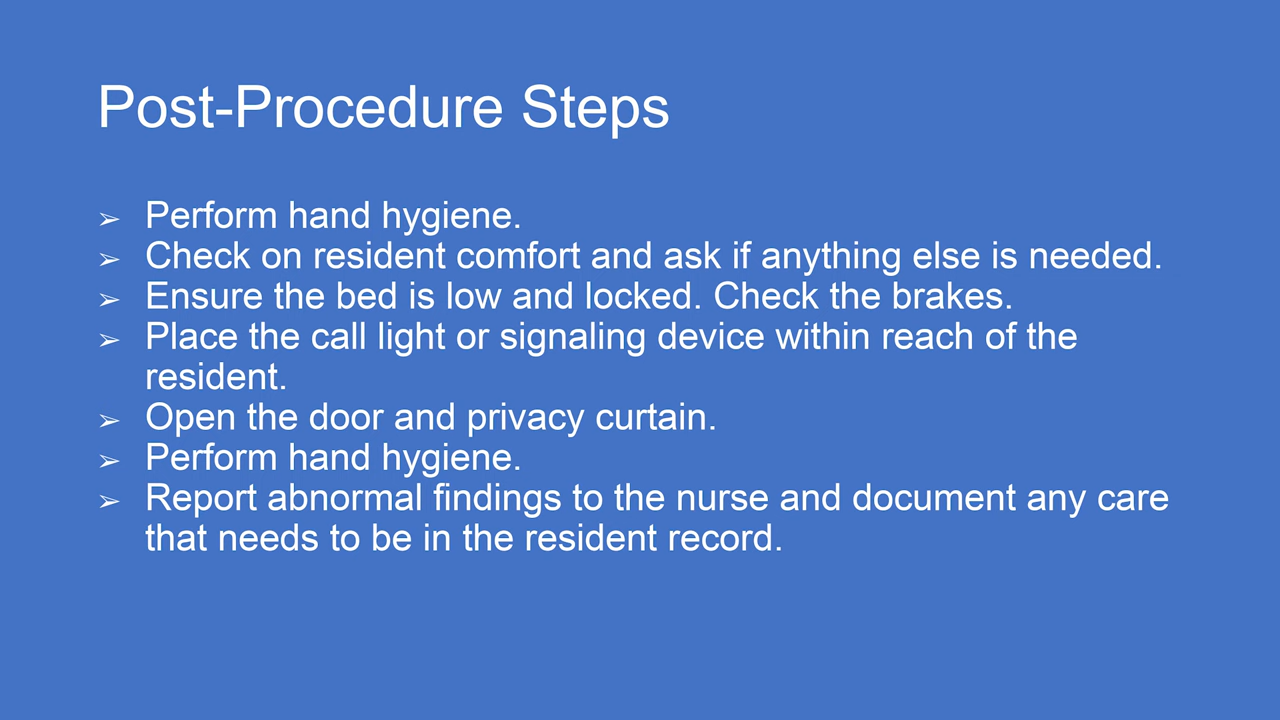 Post-Procedure Steps
➢ Perform hand hygiene.
➢ Check on resident comfort and ask if anything else is needed.
➢ Ensure the bed is low and locked. Check the brakes.
➢ Place the call light or signaling device within reach of the
resident.
➢ Open the door and privacy curtain.
➢ Perform hand hygiene.
➢ Report abnormal findings to the nurse and document any care
that needs to be in the resident record.